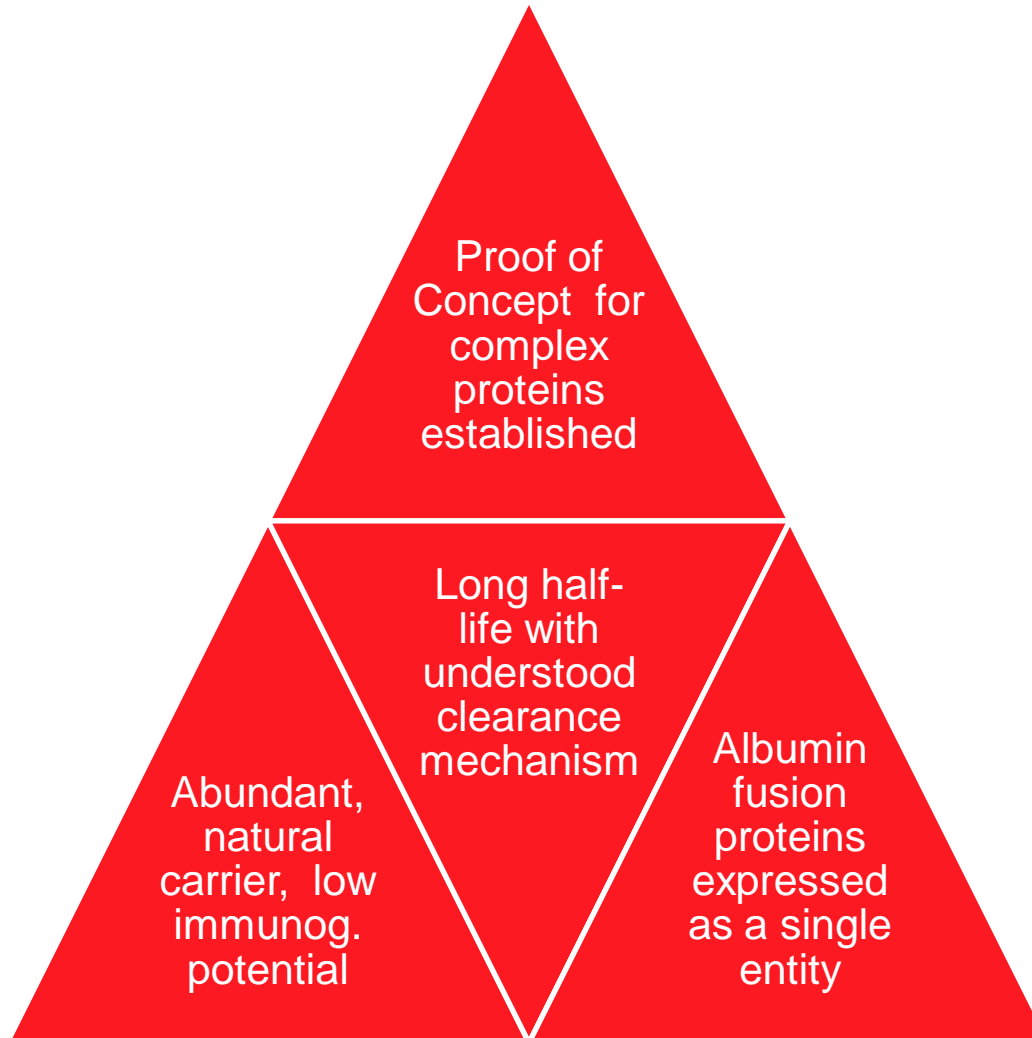 Proof of
Concept  for
complex
proteins
established
Long half-
life with
understood
clearance
mechanism
Abundant,
natural
carrier,  low
immunog.
potential
Albumin
fusion
proteins
expressed
as a single
entity